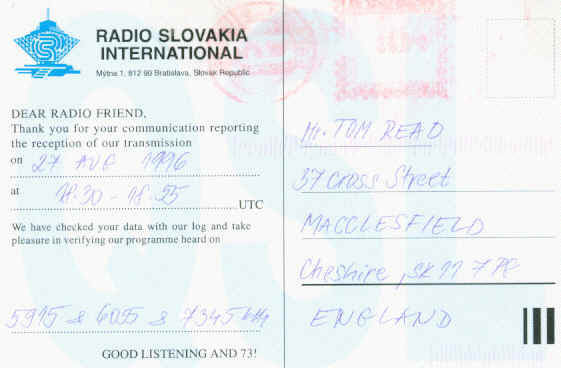 RADIO SLOVAKIA
INTERNATIONAL
Mýtna 1, 812 90 Bratislava, Slovak Republic
DEAR RADIO FRIEND,
Thank you for your communication reporting
the reception of our transmission
on 27 AUG 1996
at 18.30 - 18.55 UTC
We have checked your data with our log and take
pleasure in verifying our programme heard on
5915 & 6055 & 7345 kHz
GOOD LISTENING AND 73!
Mr. TOM READ
37 Cross Street
MACCLESFIELD
Cheshire, SK11 7PG
ENGLAND
QSL